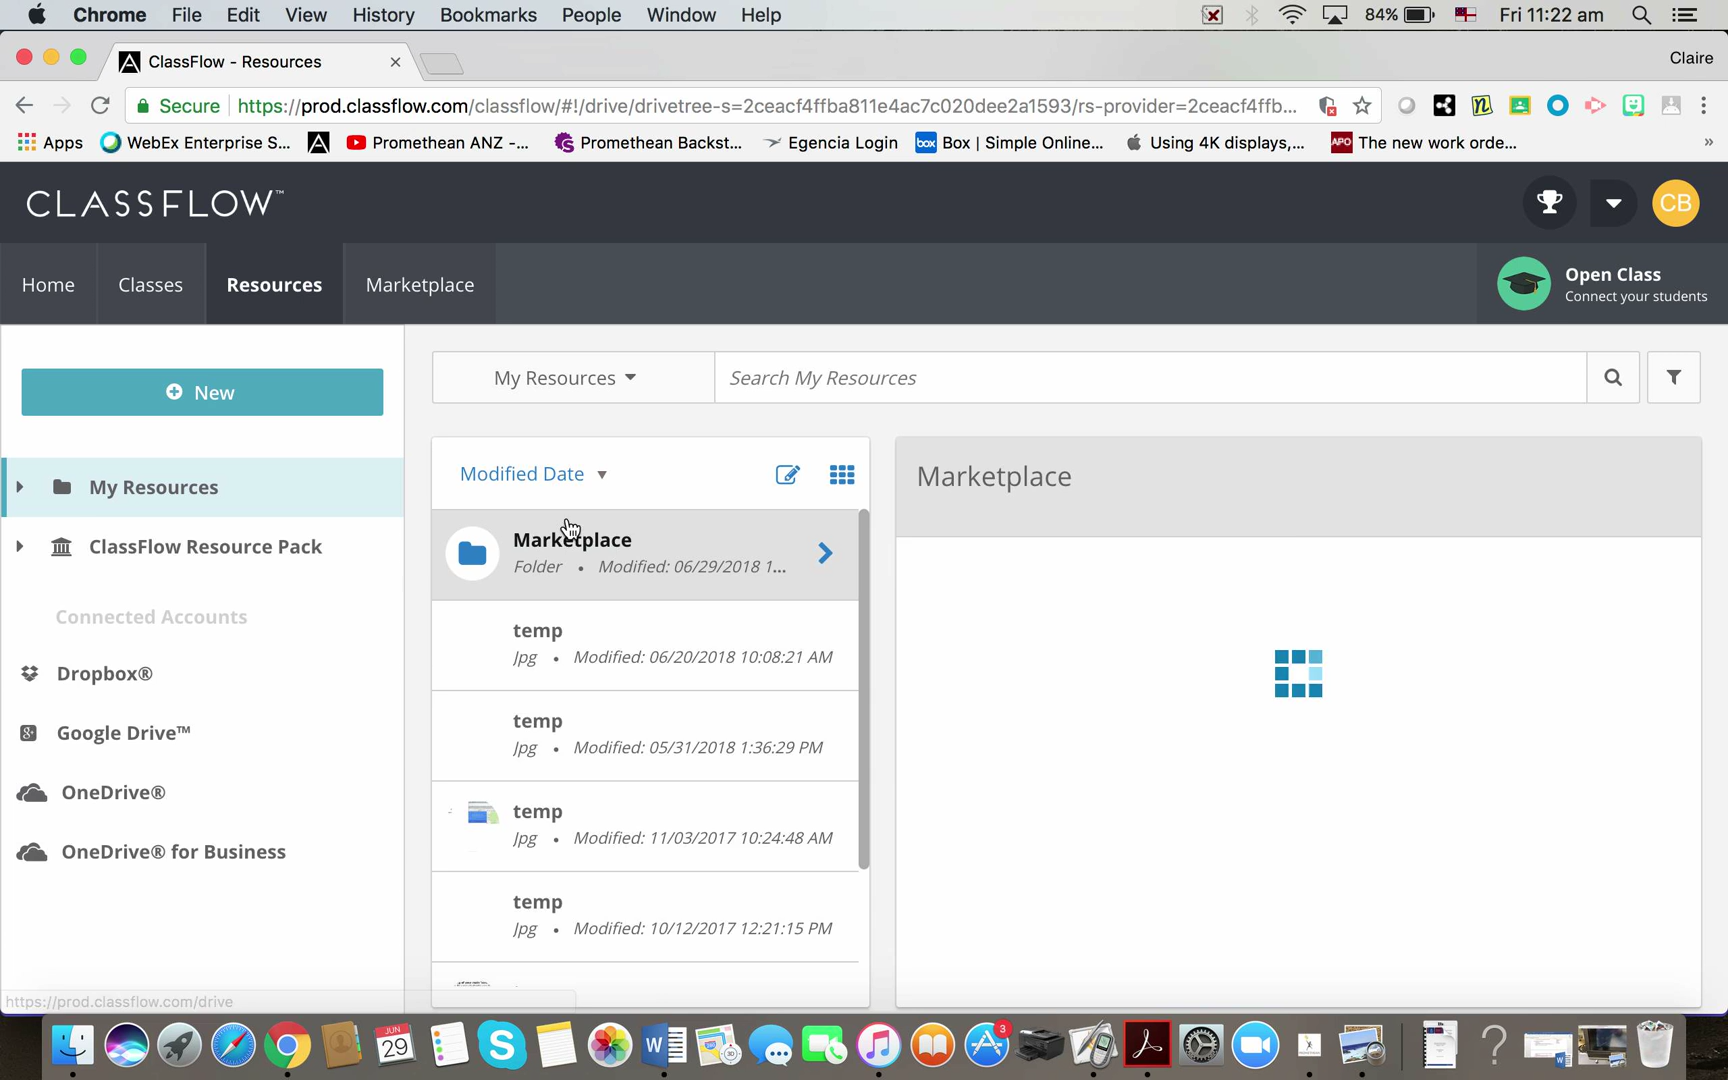 Chrome File Edit View History Bookmarks People Window Help 84% Fri 11:22 am
ClassFlow - Resources Claire
Secure https://prod.classflow.com/classflow/#!/drive/drivetree-s=2ceacf4ffba811e4ac7c020dee2a1593/rs-provider=2ceacf4ffb...
Apps WebEx Enterprise S... Promethean ANZ -... Promethean Backst... Egencia Login box Box | Simple Online... Using 4K displays,... APO The new work orde... »
CLASSFLOW™ CB
Home Classes Resources Marketplace
Open Class
Connect your students
New
My Resources
ClassFlow Resource Pack
Connected Accounts
Dropbox®
Google Drive™
OneDrive®
OneDrive® for Business
My Resources Search My Resources
Modified Date
Marketplace
Folder • Modified: 06/29/2018 1...
temp
Jpg • Modified: 06/20/2018 10:08:21 AM
temp
Jpg • Modified: 05/31/2018 1:36:29 PM
temp
Jpg • Modified: 11/03/2017 10:24:48 AM
temp
Jpg • Modified: 10/12/2017 12:21:15 PM
Marketplace
https://prod.classflow.com/drive
JUN
29
3